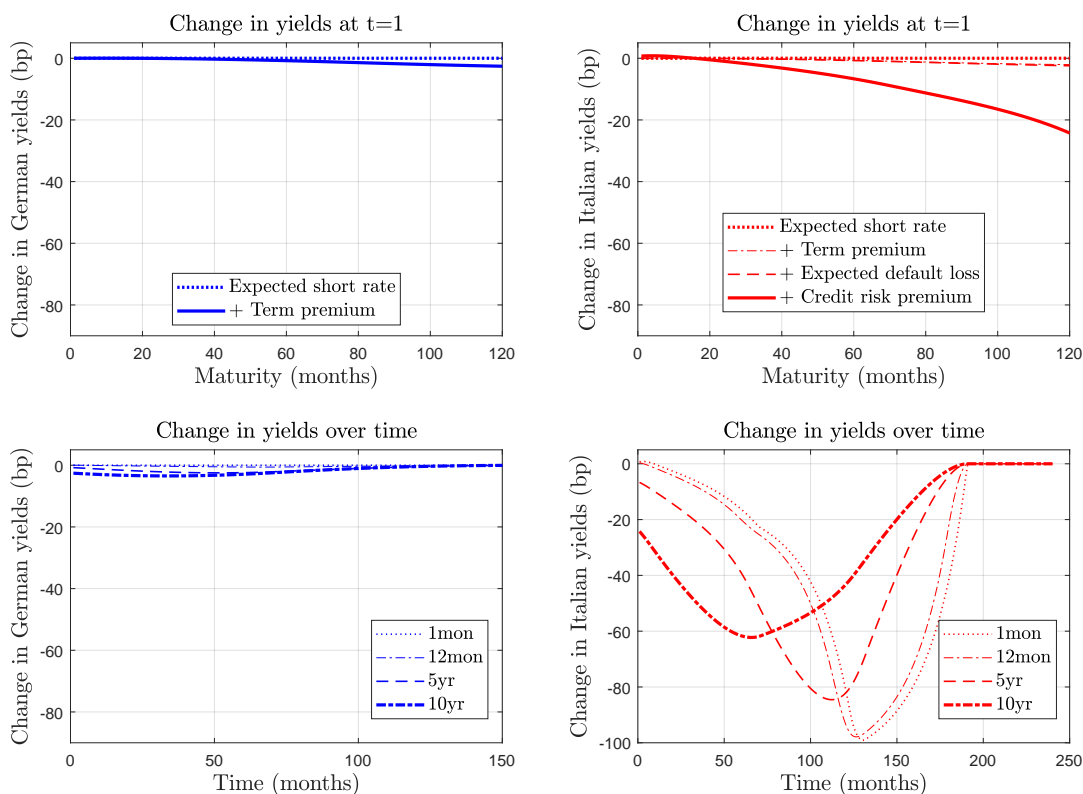 Change in yields at t=1
Change in German yields (bp)
0
-20
-40
-60
-80
Expected short rate
+ Term premium
0 20 40 60 80 100 120
Maturity (months)
Change in yields at t=1
Change in Italian yields (bp)
0
-20
-40
-60
-80
Expected short rate
+ Term premium
+ Expected default loss
+ Credit risk premium
0 20 40 60 80 100 120
Maturity (months)
Change in yields over time
Change in German yields (bp)
0
-20
-40
-60
-80
1mon
12mon
5yr
10yr
0 50 100 150
Time (months)
Change in yields over time
Change in Italian yields (bp)
0
-20
-40
-60
-80
-100
1mon
12mon
5yr
10yr
0 50 100 150 200 250
Time (months)